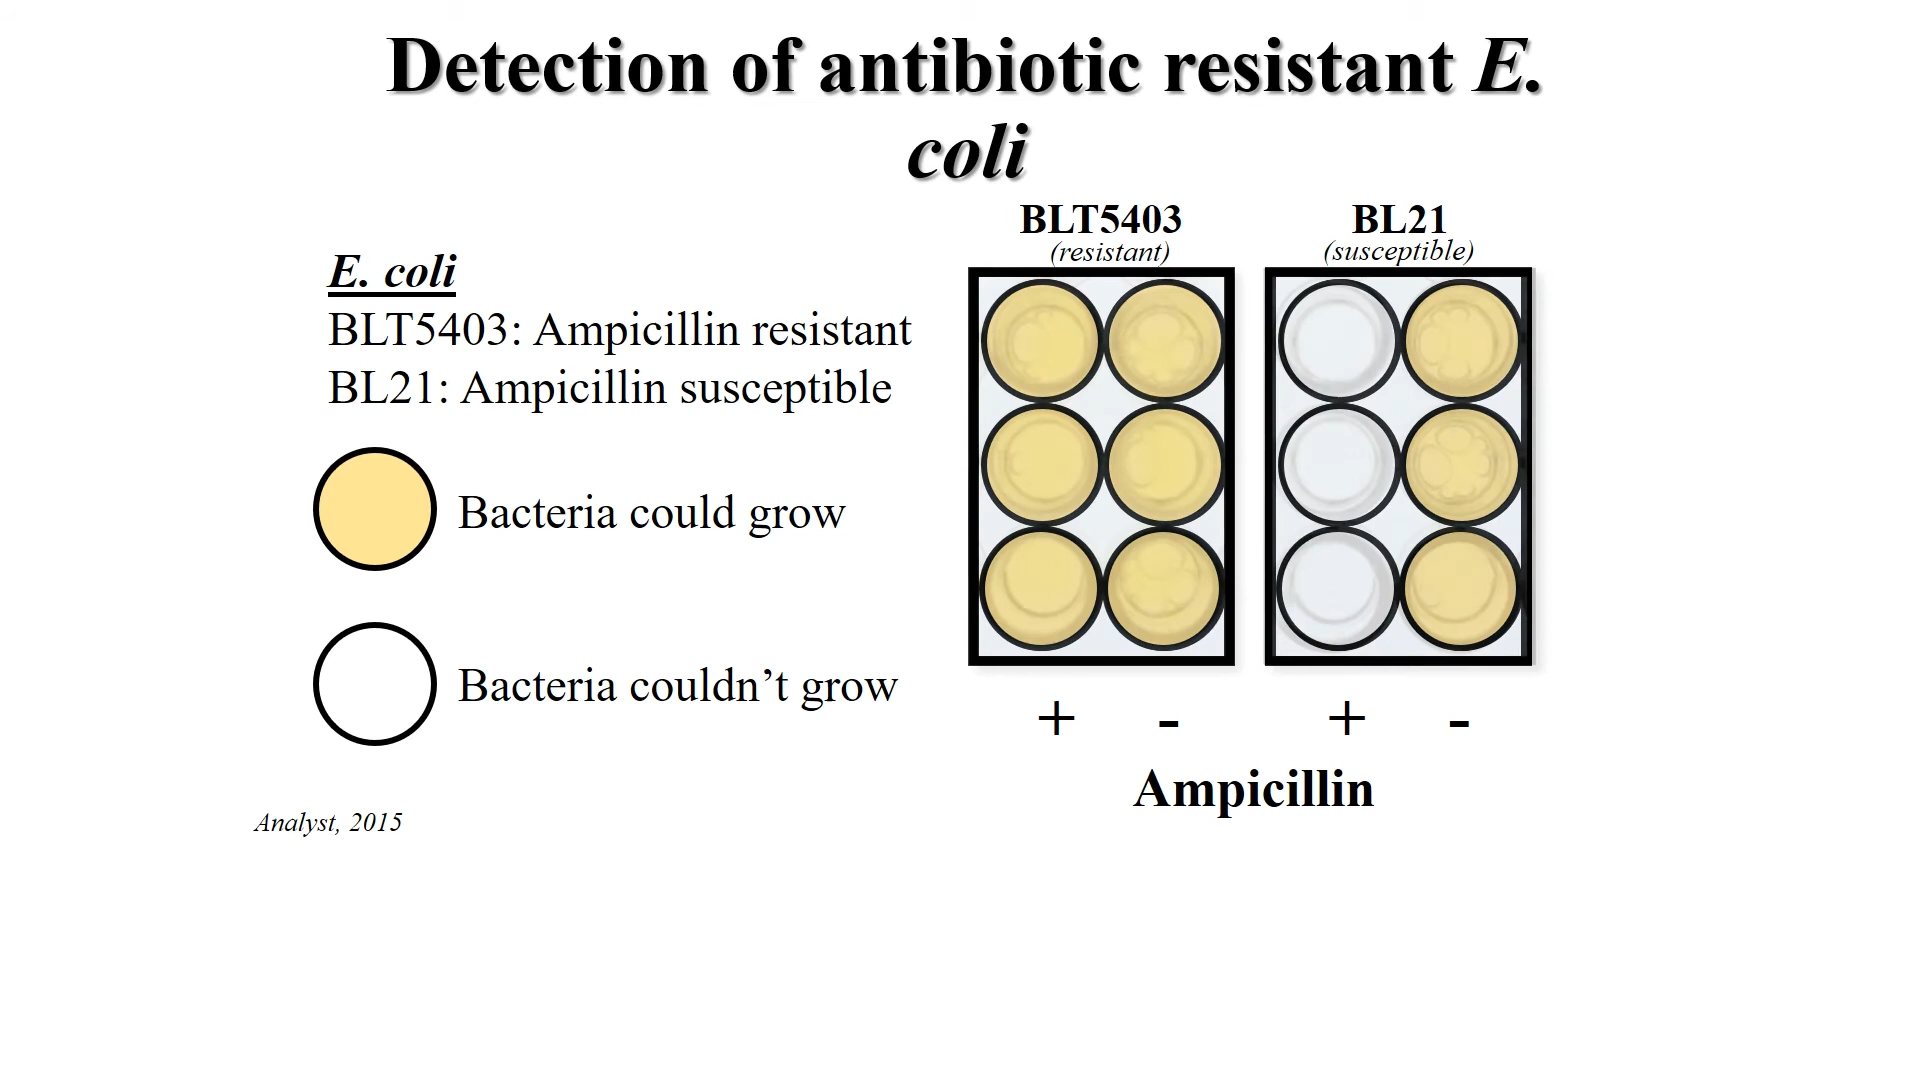 Detection of antibiotic resistant E.
coli
BLT5403
(resistant)
BL21
(susceptible)
E. coli
BLT5403: Ampicillin resistant
BL21: Ampicillin susceptible
Bacteria could grow
Bacteria couldn’t grow
+ - + -
Ampicillin
Analyst, 2015